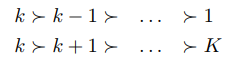 k ≻ k − 1 ≻ … ≻ 1
k ≻ k + 1 ≻ … ≻ K